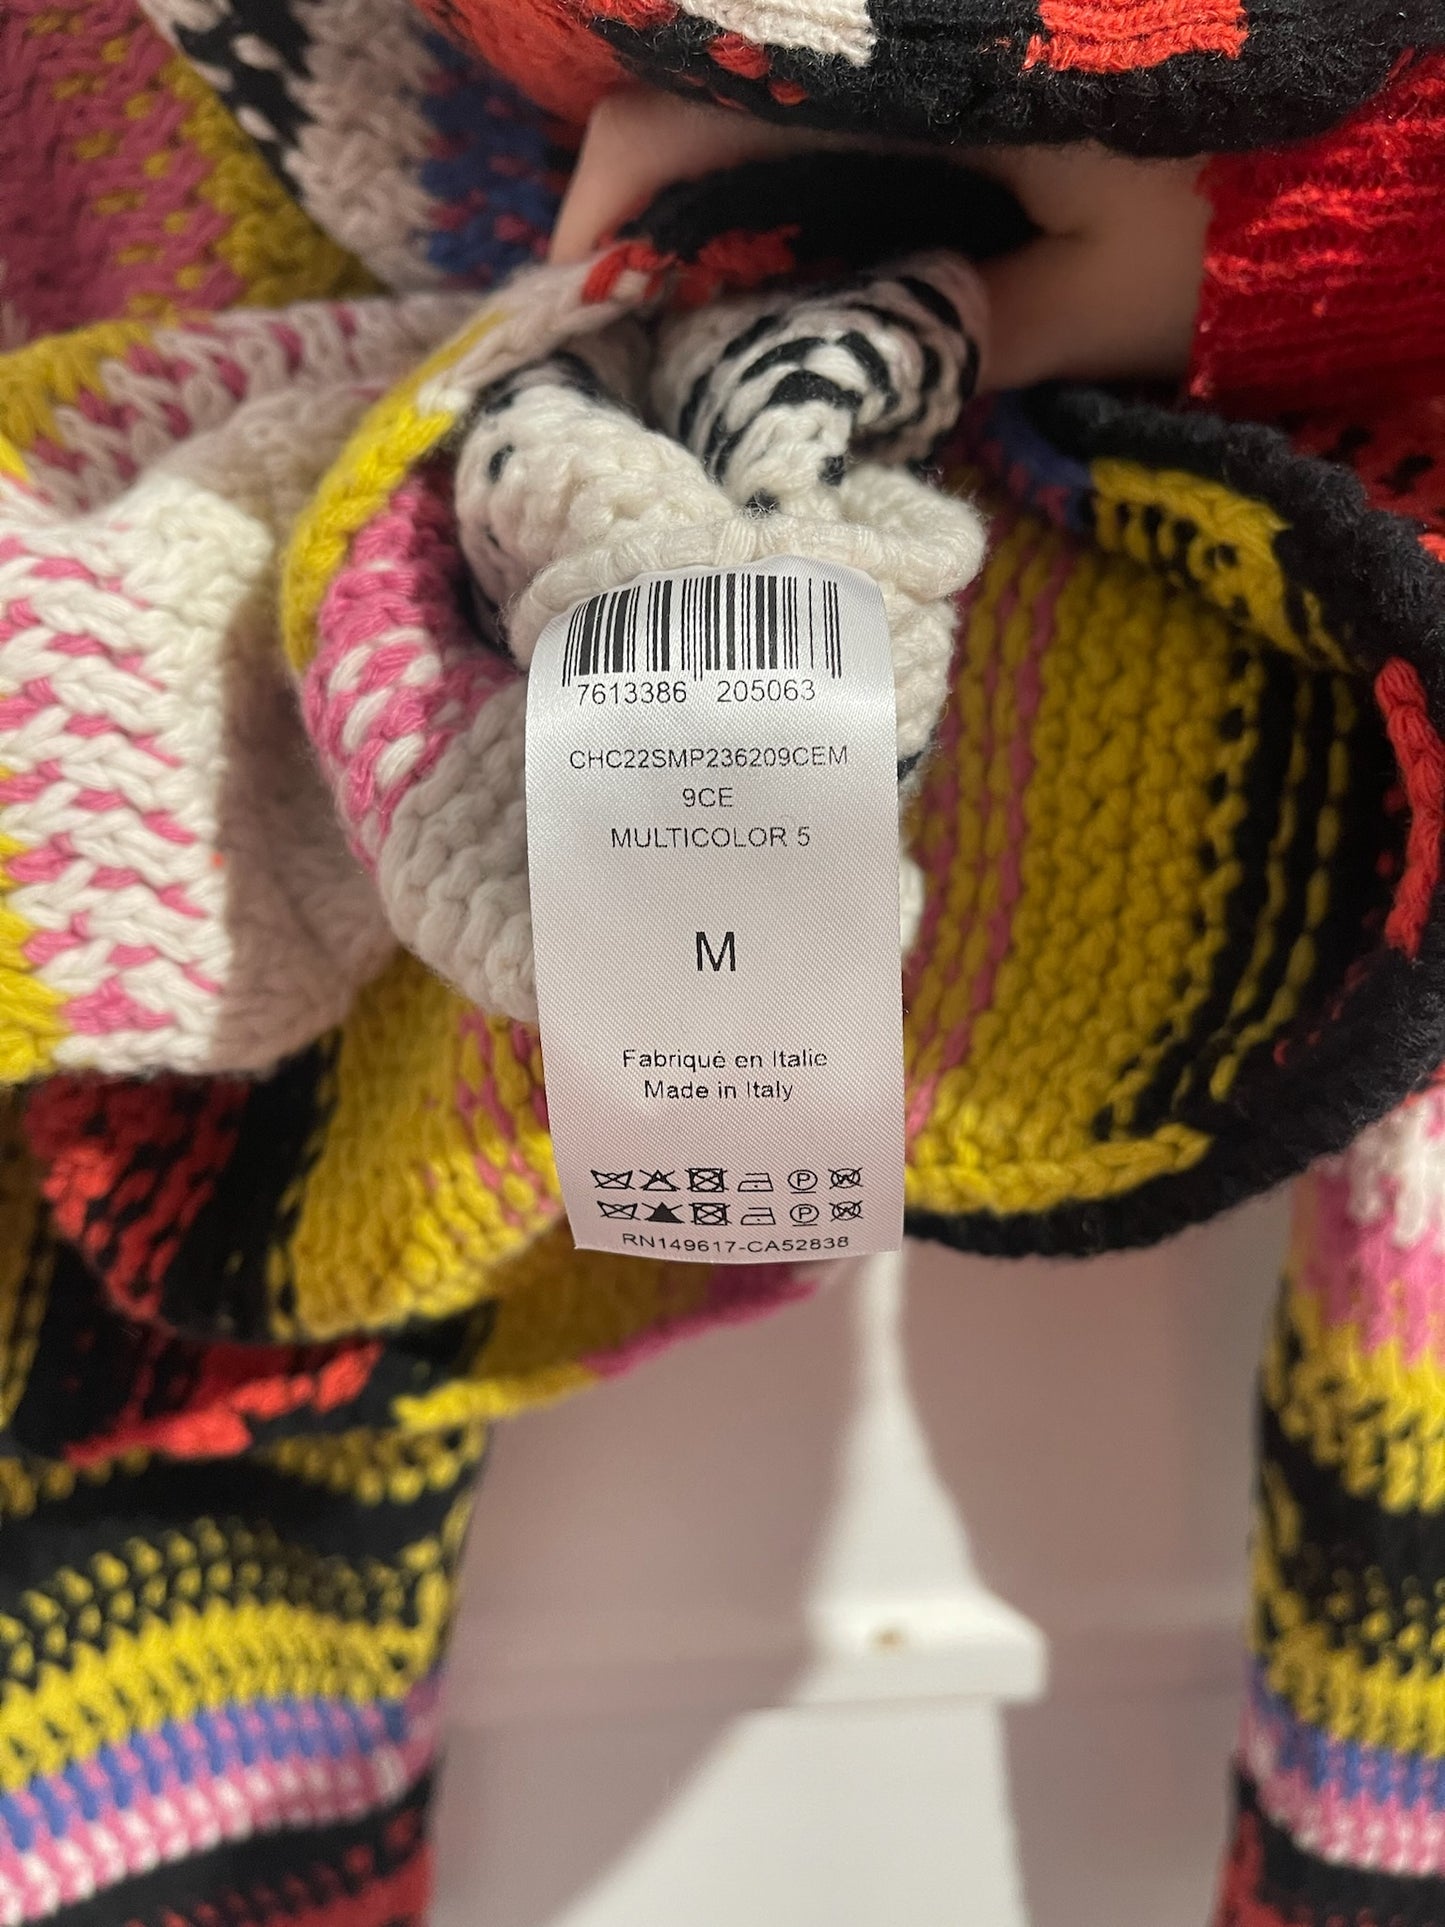 7613386 205063
CHC22SMP236209CEM
9CE
MULTICOLOR 5
M
Fabriqué en Italie
Made in Italy
RN149617-CA52838